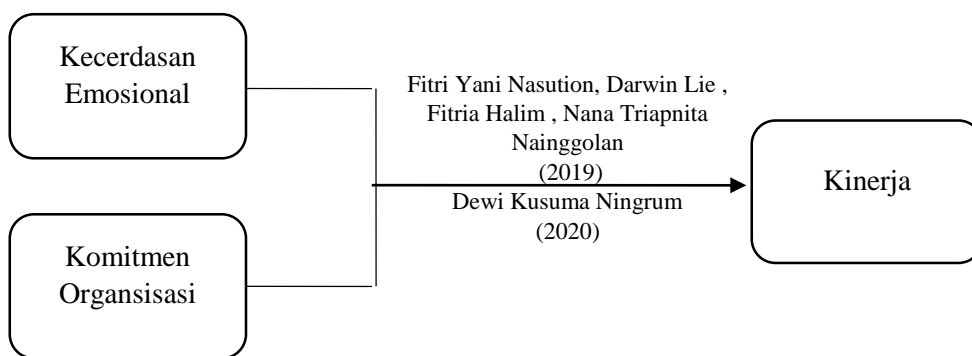 Kecerdasan
Emosional
Fitri Yani Nasution, Darwin Lie ,
Fitria Halim , Nana Triapnita
Nainggolan
(2019)
Dewi Kusuma Ningrum
(2020)
Kinerja
Komitmen
Organsisasi